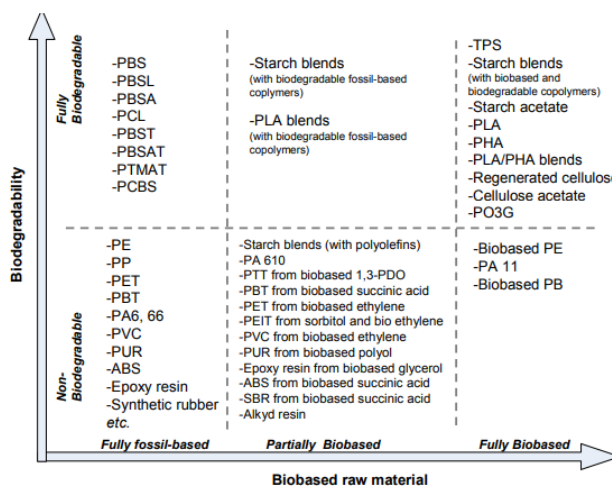 Biodegradability
Fully
Biodegradable
-PBS
-PBSL
-PBSA
-PCL
-PBST
-PBSAT
-PTMAT
-PCBS
-Starch blends
(with biodegradable fossil-based
coplymers)
-PLA blends
(with biodegradable fossil-based
copolymers)
-TPS
-Starch blends
(with biobased and
biodegradable copolymers)
-Starch acetate
-PLA
-PHA
-PLA/PHA blends
-Regenerated cellulose
-Cellulose acetate
-PO3G
Non-
Biodegradable
-PE
-PP
-PET
-PBT
-PA6, 66
-PVC
-PUR
-ABS
-Epoxy resin
-Synthetic rubber
etc.
-Starch blends (with polyolefins)
-PA 610
-PTT from biobased 1,3-PDO
-PBT from biobased succinic acid
-PET from biobased ethylene
-PEIT from sorbitol and bio ethylene
-PVC from biobased ethylene
-PUR from biobased polyol
-Epoxy resin from biobased glycerol
-ABS from biobased succinic acid
-SBR from biobased succinic acid
-Alkyd resin
-Biobased PE
-PA 11
-Biobased PB
Fully fossil-based
Partially Biobased
Fully Biobased
Biobased raw material